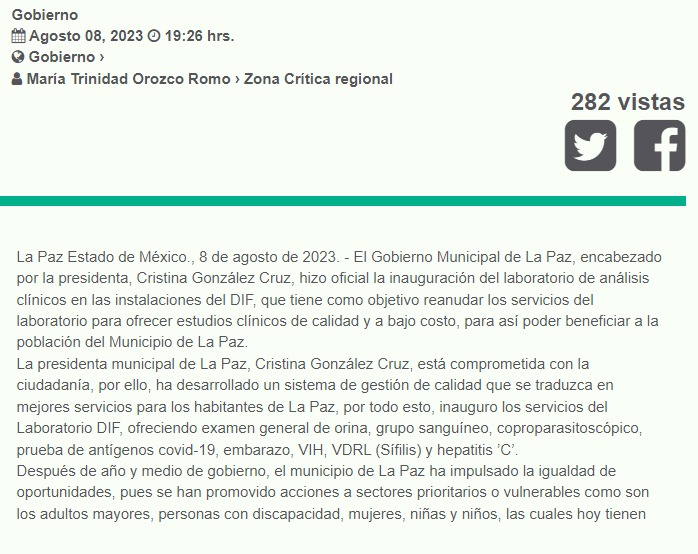 Gobierno
Agosto 08, 2023 19:26 hrs.
Gobierno ›
María Trinidad Orozco Romo › Zona Crítica regional
282 vistas
La Paz Estado de México., 8 de agosto de 2023. - El Gobierno Municipal de La Paz, encabezado
por la presidenta, Cristina González Cruz, hizo oficial la inauguración del laboratorio de análisis
clínicos en las instalaciones del DIF, que tiene como objetivo reanudar los servicios del
laboratorio para ofrecer estudios clínicos de calidad y a bajo costo, para así poder beneficiar a la
población del Municipio de La Paz.
La presidenta municipal de La Paz, Cristina González Cruz, está comprometida con la
ciudadanía, por ello, ha desarrollado un sistema de gestión de calidad que se traduzca en
mejores servicios para los habitantes de La Paz, por todo esto, inauguro los servicios del
Laboratorio DIF, ofreciendo examen general de orina, grupo sanguíneo, coproparasitoscópico,
prueba de antígenos covid-19, embarazo, VIH, VDRL (Sífilis) y hepatitis ’C’.
Después de año y medio de gobierno, el municipio de La Paz ha impulsado la igualdad de
oportunidades, pues se han promovido acciones a sectores prioritarios o vulnerables como son
los adultos mayores, personas con discapacidad, mujeres, niñas y niños, las cuales hoy tienen